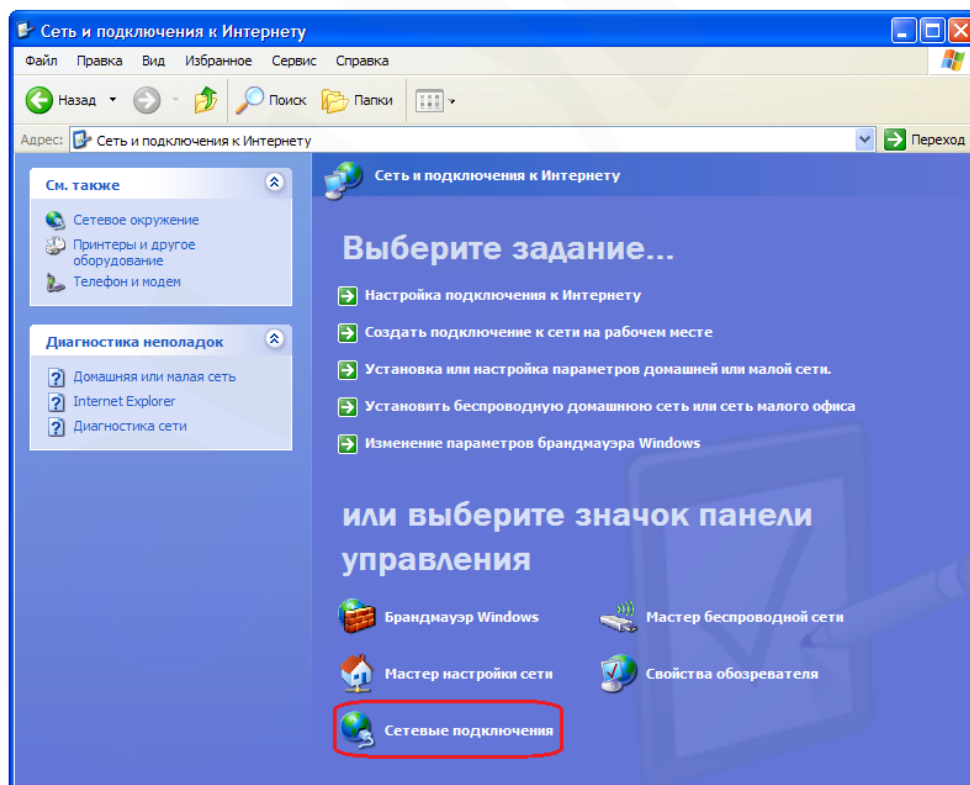 Сеть и подключения к Интернету
Файл Правка Вид Избранное Сервис Справка
Назад Поиск Папки
Адрес: Сеть и подключения к Интернету Переход
См. также
Сетевое окружение
Принтеры и другое
оборудование
Телефон и модем
Диагностика неполадок
Домашняя или малая сеть
Internet Explorer
Диагностика сети
Сеть и подключения к Интернету
Выберите задание...
Настройка подключения к Интернету
Создать подключение к сети на рабочем месте
Установка или настройка параметров домашней или малой сети.
Установить беспроводную домашнюю сеть или сеть малого офиса
Изменение параметров брандмауэра Windows
или выберите значок панели
управления
Брандмауэр Windows Мастер беспроводной сети
Мастер настройки сети Свойства обозревателя
Сетевые подключения